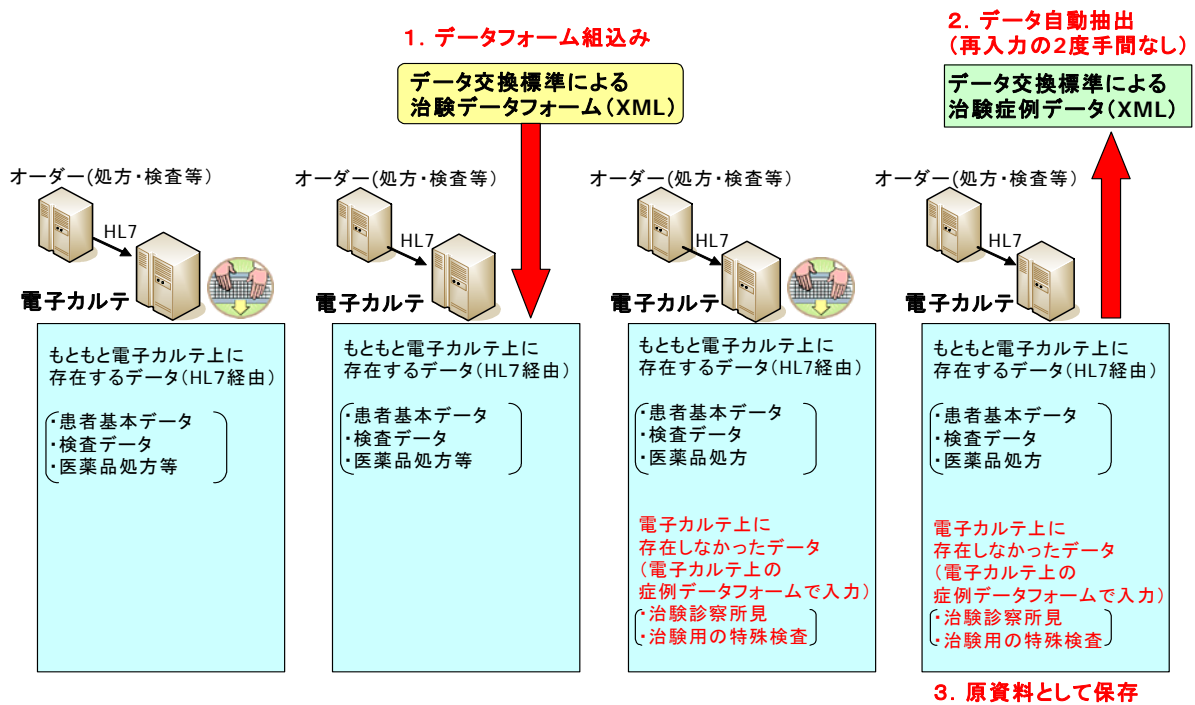 1．データフォーム組込み
データ交換標準による
治験データフォーム（XML）
2．データ自動抽出
（再入力の2度手間なし）
データ交換標準による
治験症例データ（XML）
オーダー(処方・検査等）
HL7
電子カルテ
もともと電子カルテ上に
存在するデータ（HL7経由）
・患者基本データ
・検査データ
・医薬品処方等
オーダー(処方・検査等）
HL7
電子カルテ
もともと電子カルテ上に
存在するデータ（HL7経由）
・患者基本データ
・検査データ
・医薬品処方等
オーダー(処方・検査等）
HL7
電子カルテ
もともと電子カルテ上に
存在するデータ（HL7経由）
・患者基本データ
・検査データ
・医薬品処方
電子カルテ上に
存在しなかったデータ
（電子カルテ上の
症例データフォームで入力）
・治験診察所見
・治験用の特殊検査
オーダー(処方・検査等）
HL7
電子カルテ
もともと電子カルテ上に
存在するデータ（HL7経由）
・患者基本データ
・検査データ
・医薬品処方
電子カルテ上に
存在しなかったデータ
（電子カルテ上の
症例データフォームで入力）
・治験診察所見
・治験用の特殊検査
3．原資料として保存